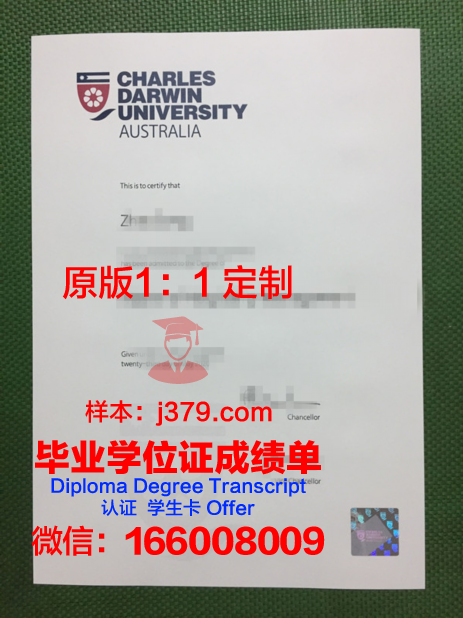 CHARLES
DARWIN
UNIVERSITY
AUSTRALIA
This is to certify that
原版1：1 定制
Given
twenty-
Chancellor
样本：j379.com
毕业学位证成绩单
Diploma Degree Transcript
认证 学生卡 Offer
微信：166008009